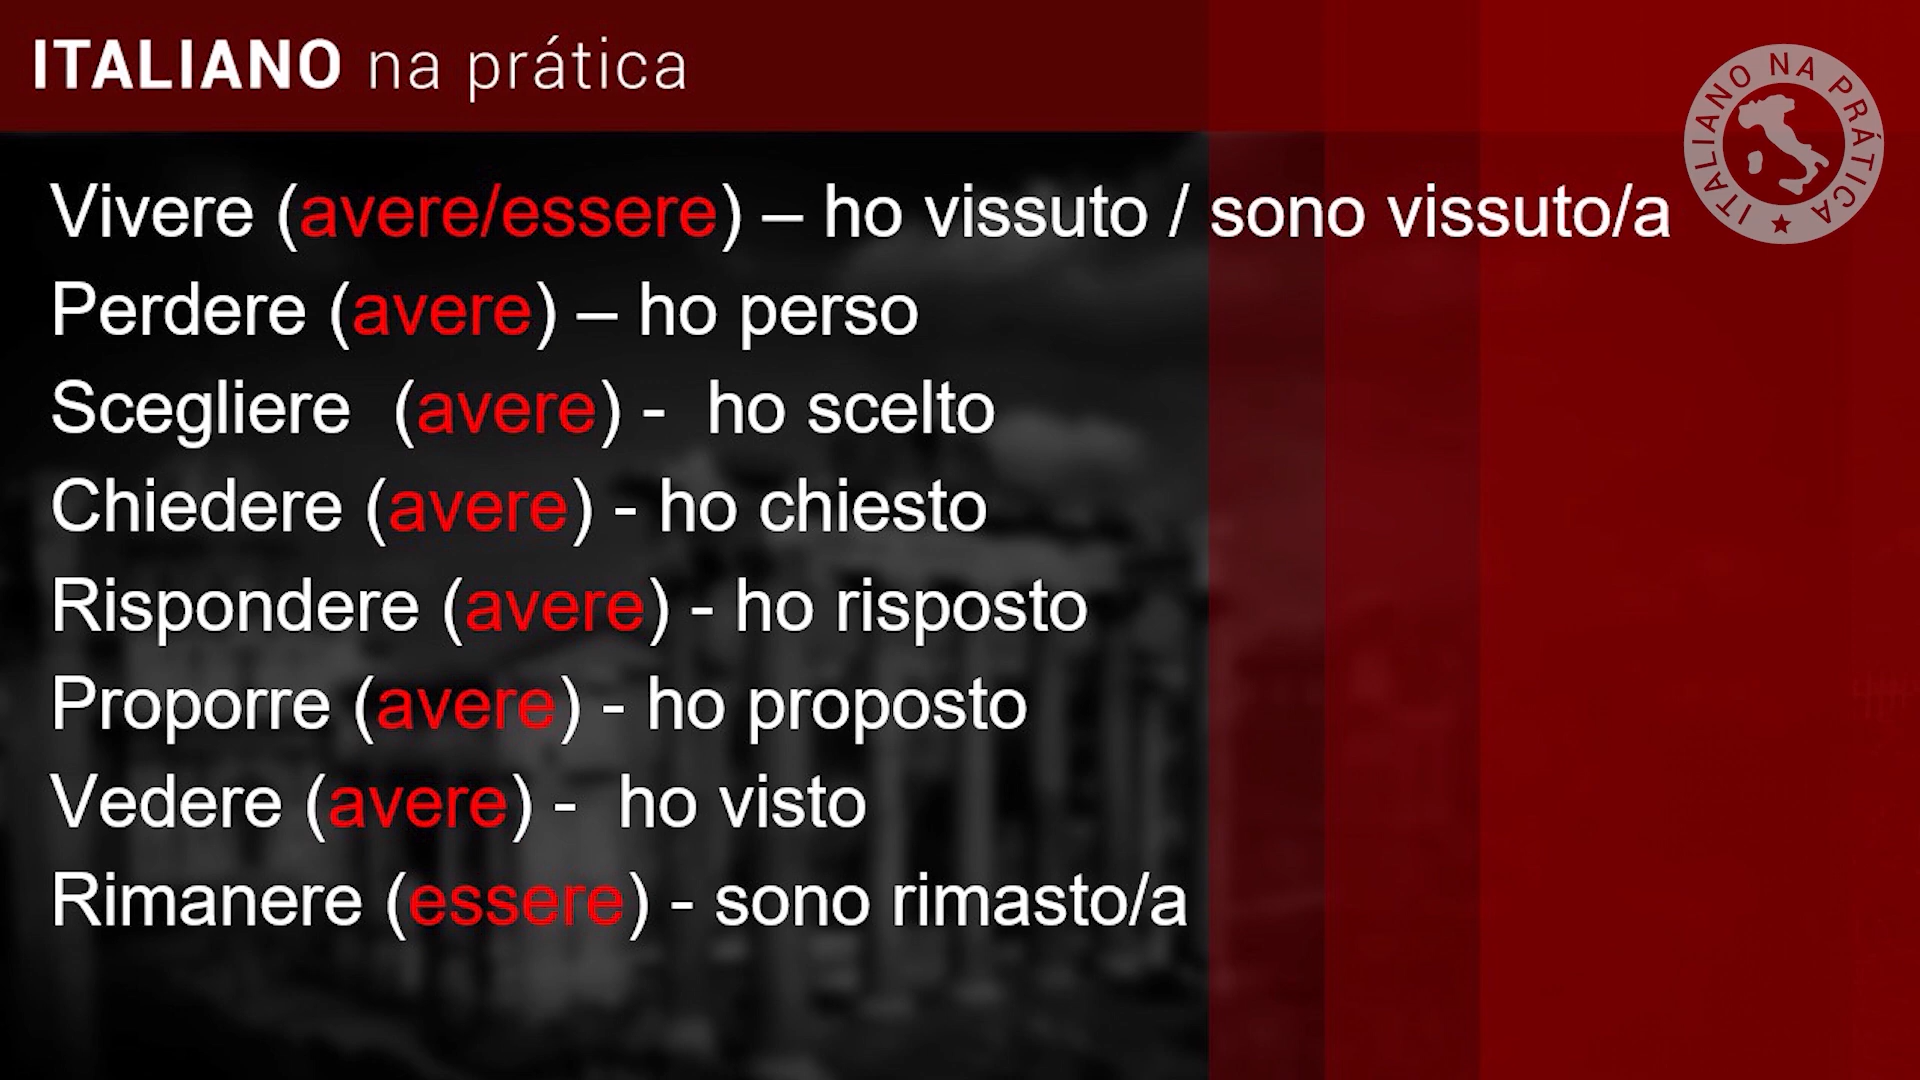 ITALIANO na prática
ITALIANO NA PRÁTICA
Vivere (avere/essere) – ho vissuto / sono vissuto/a
Perdere (avere) – ho perso
Scegliere (avere) - ho scelto
Chiedere (avere) - ho chiesto
Rispondere (avere) - ho risposto
Proporre (avere) - ho proposto
Vedere (avere) - ho visto
Rimanere (essere) - sono rimasto/a